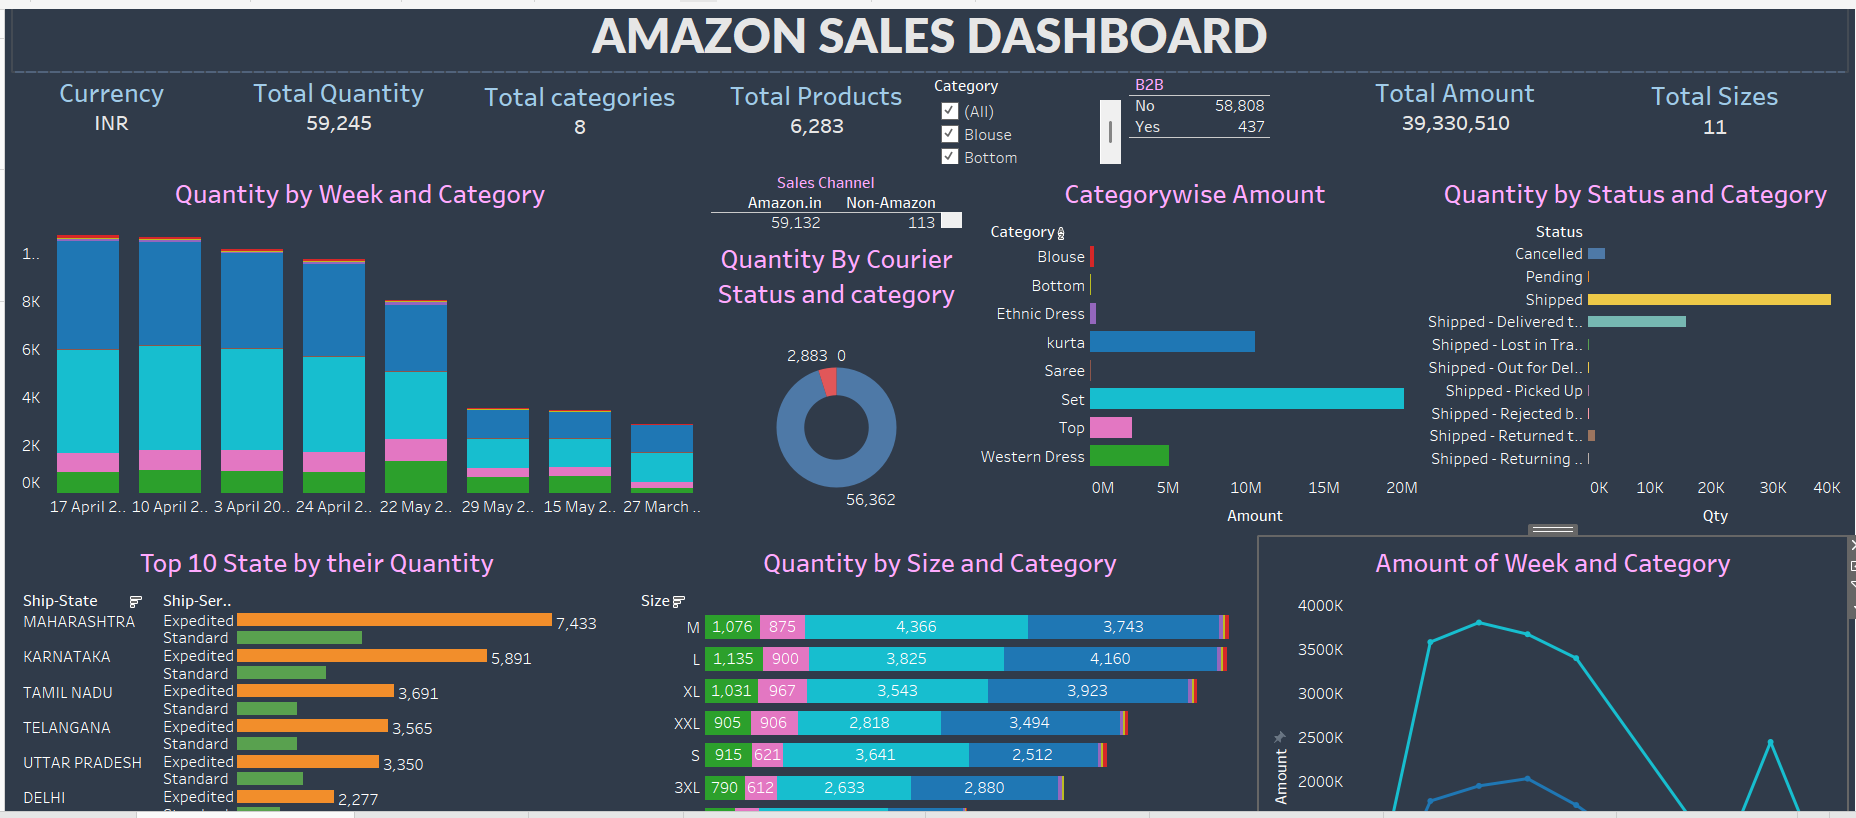 AMAZON SALES DASHBOARD
Currency
INR
Total Quantity
59,245
Total categories
8
Total Products
6,283
Category
(All)
Blouse
Bottom
B2B
No 58,808
Yes 437
Total Amount
39,330,510
Total Sizes
11
Quantity by Week and Category
1..
8K
6K
4K
2K
0K
17 April 2.. 10 April 2.. 3 April 20.. 24 April 2.. 22 May 2.. 29 May 2.. 15 May 2.. 27 March ..
Sales Channel
Amazon.in Non-Amazon
59,132 113
Quantity By Courier
Status and category
2,883 0
56,362
Categorywise Amount
Category
Blouse
Bottom
Ethnic Dress
kurta
Saree
Set
Top
Western Dress
0M 5M 10M 15M 20M
Amount
Quantity by Status and Category
Status
Cancelled
Pending
Shipped
Shipped - Delivered t..
Shipped - Lost in Tra..
Shipped - Out for Del..
Shipped - Picked Up
Shipped - Rejected b..
Shipped - Returned t..
Shipped - Returning ..
0K 10K 20K 30K 40K
Qty
Top 10 State by their Quantity
Ship-State Ship-Ser..
MAHARASHTRA Expedited 7,433
Standard
KARNATAKA Expedited 5,891
Standard
TAMIL NADU Expedited 3,691
Standard
TELANGANA Expedited 3,565
Standard
UTTAR PRADESH Expedited 3,350
Standard
DELHI Expedited 2,277
Quantity by Size and Category
Size
M 1,076 875 4,366 3,743
L 1,135 900 3,825 4,160
XL 1,031 967 3,543 3,923
XXL 905 906 2,818 3,494
S 915 621 3,641 2,512
3XL 790 612 2,633 2,880
Amount of Week and Category
4000K
3500K
3000K
2500K
2000K
Amount